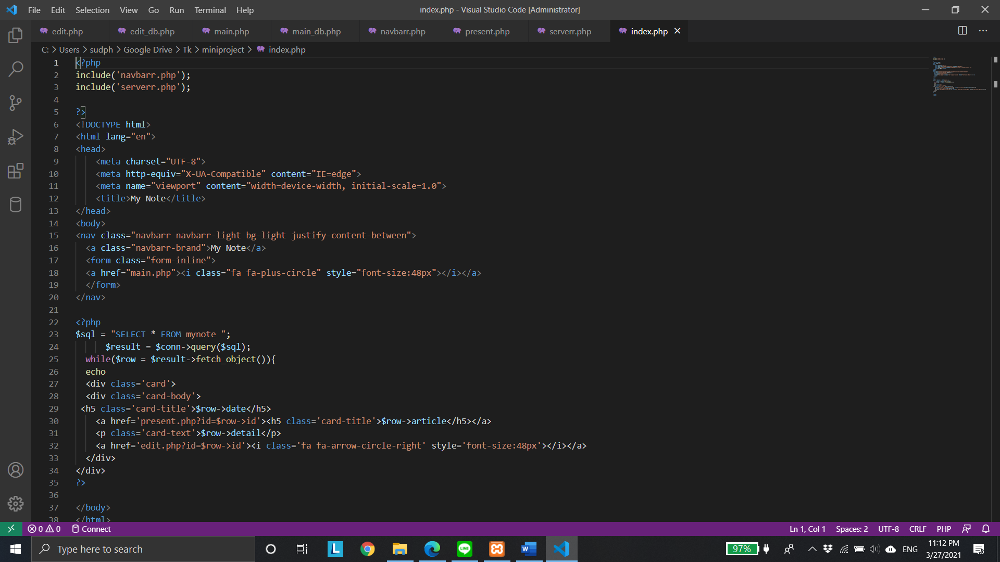 File Edit Selection View Go Run Terminal Help
index.php - Visual Studio Code [Administrator]
edit.php edit_db.php main.php main_db.php navbarr.php present.php serverr.php index.php
C: > Users > sudph > Google Drive > Tk > miniproject > index.php
1 <?php
2 include('navbarr.php');
3 include('serverr.php');
4
5 ?>
6 <!DOCTYPE html>
7 <html lang="en">
8 <head>
9 <meta charset="UTF-8">
10 <meta http-equiv="X-UA-Compatible" content="IE=edge">
11 <meta name="viewport" content="width=device-width, initial-scale=1.0">
12 <title>My Note</title>
13 </head>
14 <body>
15 <nav class="navbarr navbarr-light bg-light justify-content-between">
16 <a class="navbarr-brand">My Note</a>
17 <form class="form-inline">
18 <a href="main.php"><i class="fa fa-plus-circle" style="font-size:48px"></i></a>
19 </form>
20 </nav>
21
22 <?php
23 $sql = "SELECT * FROM mynote ";
24 $result = $conn->query($sql);
25 while($row = $result->fetch_object()){
26 echo
27 <div class='card'>
28 <div class='card-body'>
29 <h5 class='card-title'>$row->date</h5>
30 <a href='present.php?id=$row->id'><h5 class='card-title'>$row->article</h5></a>
31 <p class='card-text'>$row->detail</p>
32 <a href='edit.php?id=$row->id'><i class='fa fa-arrow-circle-right' style='font-size:48px'></i></a>
33 </div>
34 </div>
35 ?>
36
37 </body>
38 </html>
0 0 Connect
Ln 1, Col 1 Spaces: 2 UTF-8 CRLF PHP
Type here to search
L
LINE
W
97%
ENG
11:12 PM
3/27/2021